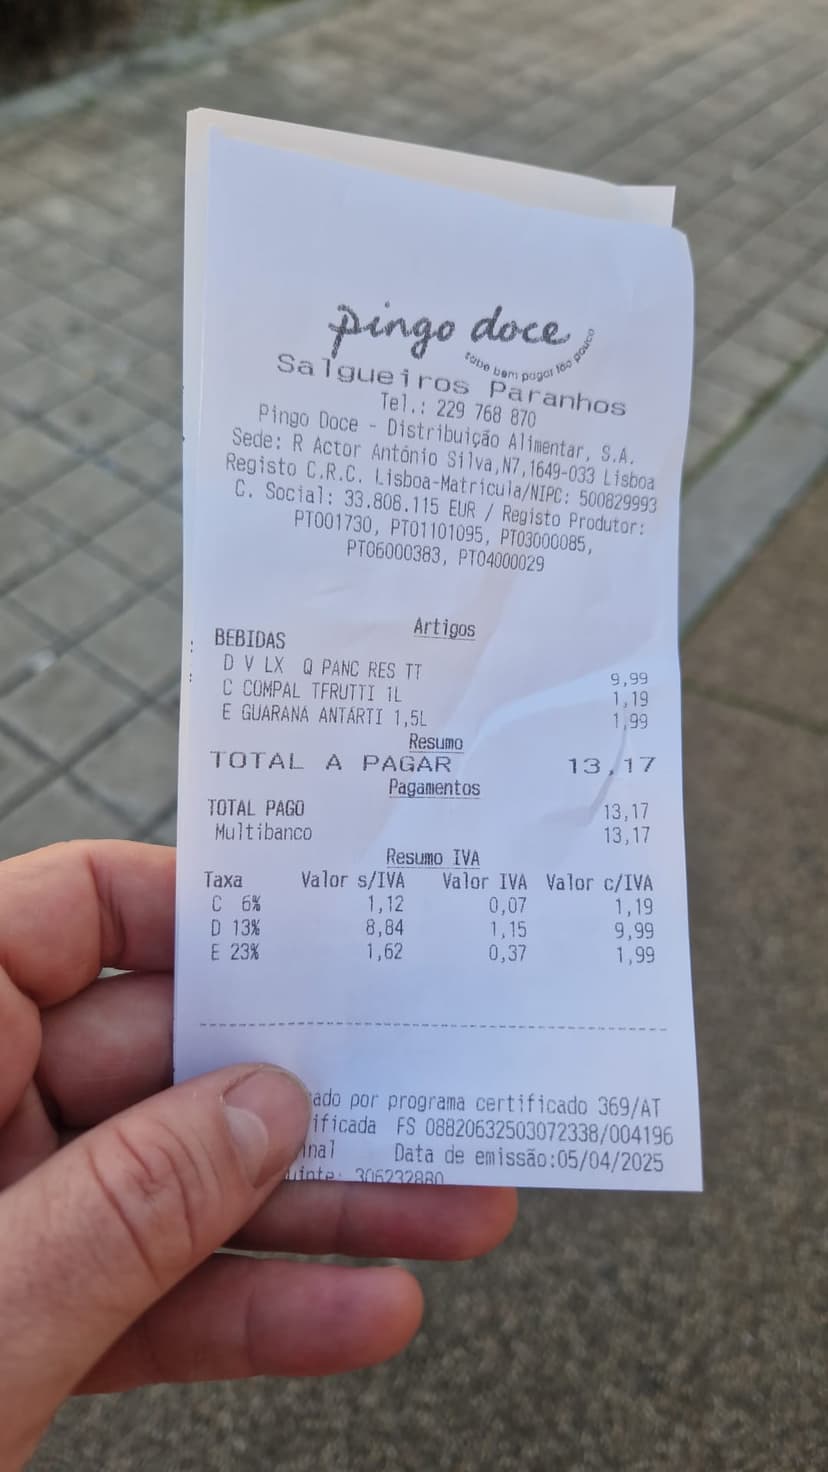 pingo doce
sabe bem pagar tão pouco
Salgueiros Paranhos
Tel.: 229 768 870
Pingo Doce - Distribuição Alimentar, S.A.
Sede: R Actor António Silva,N7,1649-033 Lisboa
Registo C.R.C. Lisboa-Matricula/NIPC: 500829993
C. Social: 33.808.115 EUR / Registo Produtor:
PT001730, PT01101095, PT03000085,
PT06000383, PT04000029
Artigos
BEBIDAS
D V LX Q PANC RES TT 9,99
C COMPAL TFRUTTI 1L 1,19
E GUARANA ANTARTI 1,5L 1,99
Resumo
TOTAL A PAGAR 13,17
Pagamentos
TOTAL PAGO 13,17
Multibanco 13,17
Resumo IVA
Taxa Valor s/IVA Valor IVA Valor c/IVA
C 6% 1,12 0,07 1,19
D 13% 8,84 1,15 9,99
E 23% 1,62 0,37 1,99
ado por programa certificado 369/AT
ificada FS 08820632503072338/004196
inal Data de emissão:05/04/2025
uinte: 306232880